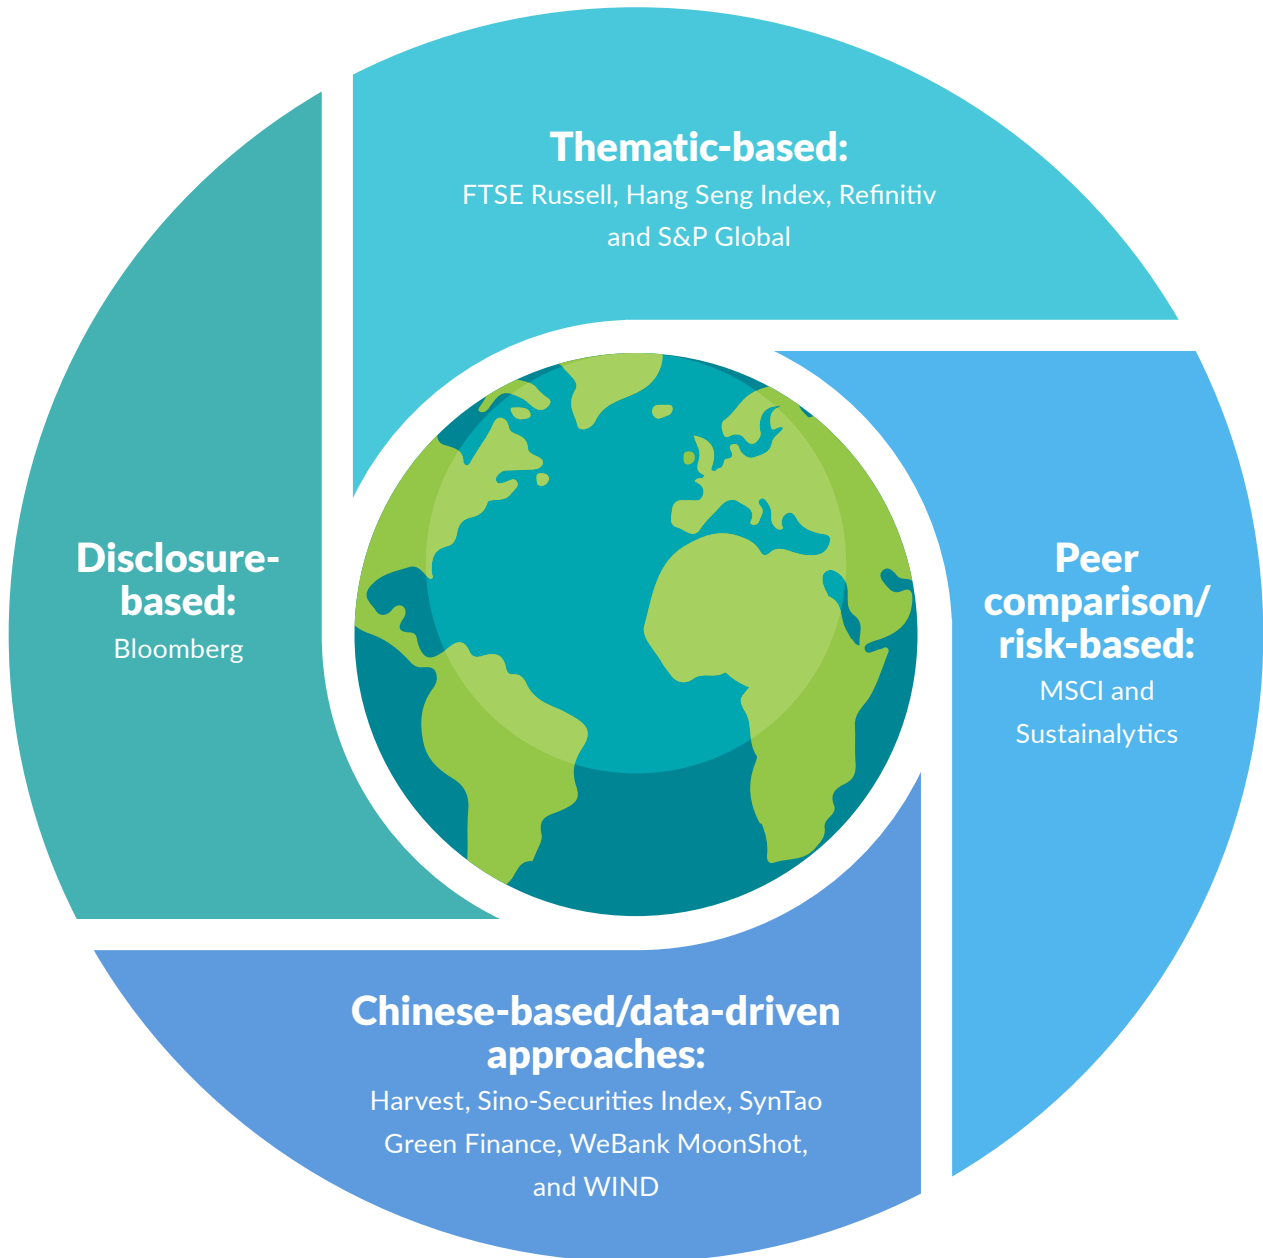 Thematic-based:
FTSE Russell, Hang Seng Index, Refinitiv
and S&P Global
Disclosure-
based:
Bloomberg
Peer
comparison/
risk-based:
MSCI and
Sustainalytics
Chinese-based/data-driven
approaches:
Harvest, Sino-Securities Index, SynTao
Green Finance, WeBank MoonShot,
and WIND